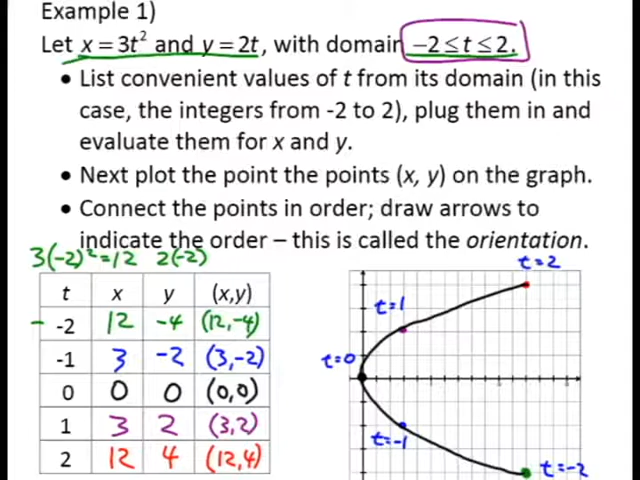 Example 1)
Let x = 3t² and y = 2t, with domain −2 ≤ t ≤ 2.
• List convenient values of t from its domain (in this
case, the integers from -2 to 2), plug them in and
evaluate them for x and y.
• Next plot the point the points (x, y) on the graph.
• Connect the points in order; draw arrows to
indicate the order – this is called the orientation.
3(-2)²=12 2(-2)
t x y (x,y)
-2 12 -4 (12,-4)
-1 3 -2 (3,-2)
0 0 0 (0,0)
1 3 2 (3,2)
2 12 4 (12,4)
t=2
t=1
t=0
t=-1
t=-2